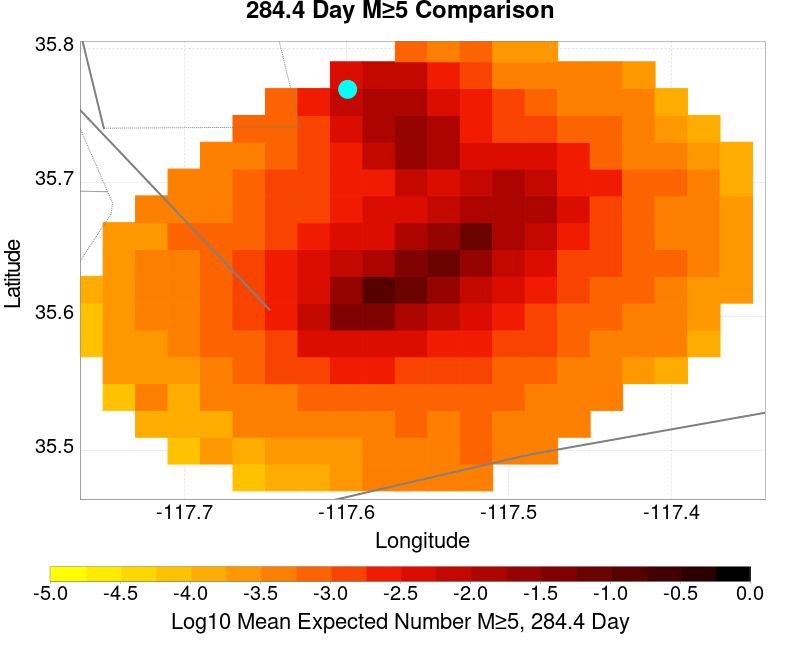 284.4 Day M≥5 Comparison
35.8
35.7
35.6
35.5
Latitude
-117.7 -117.6 -117.5 -117.4
Longitude
-5.0 -4.5 -4.0 -3.5 -3.0 -2.5 -2.0 -1.5 -1.0 -0.5 0.0
Log10 Mean Expected Number M≥5, 284.4 Day